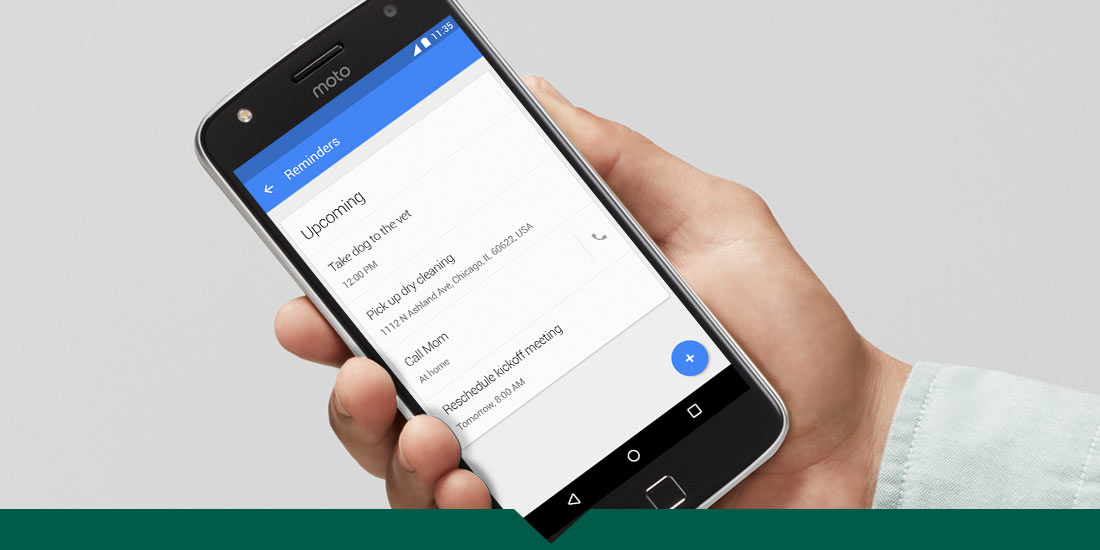 11:35
moto
Reminders
Upcoming
Take dog to the vet
12:00 PM
Pick up dry cleaning
1112 N Ashland Ave, Chicago, IL 60622, USA
Call Mom
At home
Reschedule kickoff meeting
Tomorrow, 8:00 AM